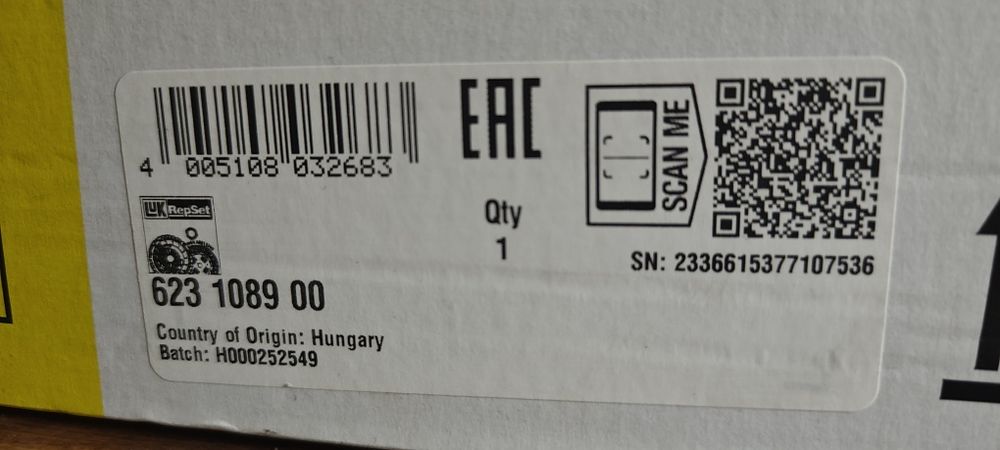 4 005108 032683
EAC
SCAN ME
LUK RepSet
Qty
1
SN: 2336615377107536
623 1089 00
Country of Origin: Hungary
Batch: H000252549